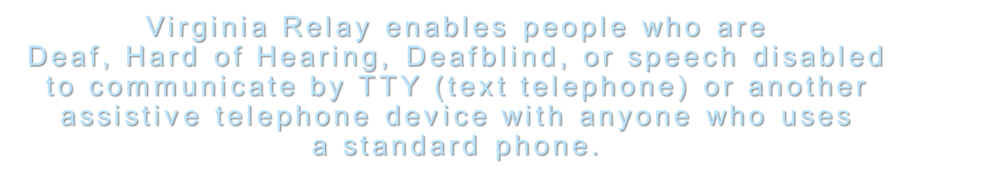 Virginia Relay enables people who are
Deaf, Hard of Hearing, Deafblind, or speech disabled
to communicate by TTY (text telephone) or another
assistive telephone device with anyone who uses
a standard phone.